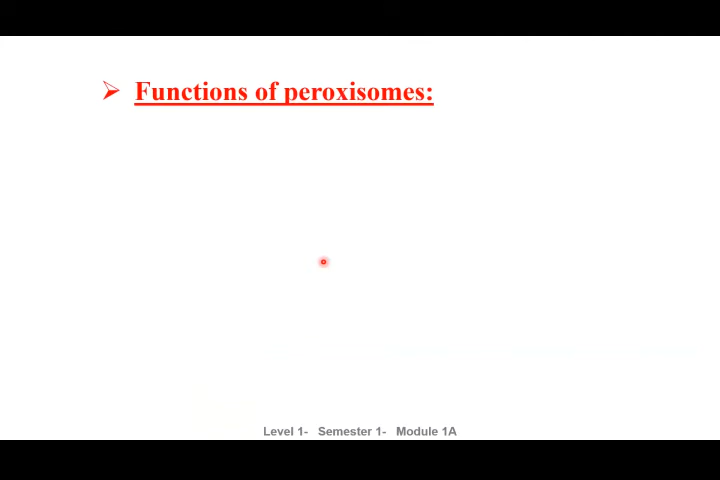 ➢ Functions of peroxisomes:
Level 1- Semester 1- Module 1A